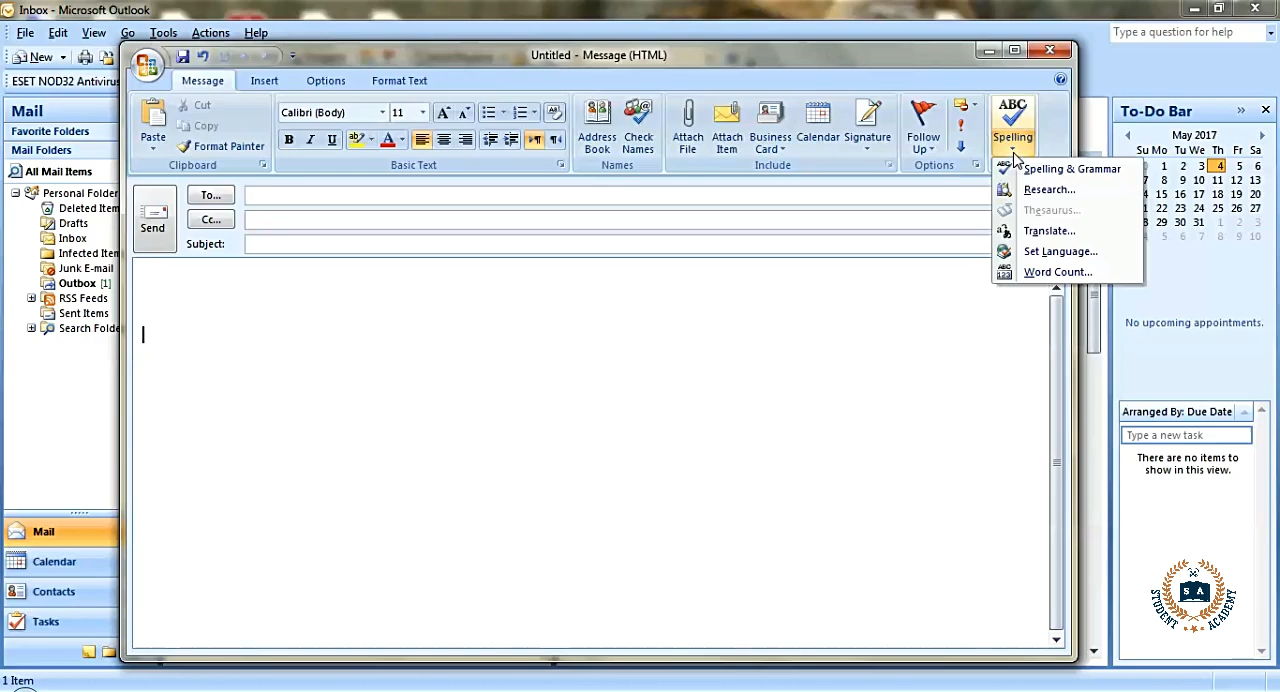 Inbox - Microsoft Outlook
File Edit View Go Tools Actions Help
Type a question for help
New
ESET NOD32 Antivirus
Mail
Favorite Folders
Mail Folders
All Mail Items
Personal Folder
Deleted Item
Drafts
Inbox
Infected Item
Junk E-mail
Outbox [1]
RSS Feeds
Sent Items
Search Folde
Mail
Calendar
Contacts
Tasks
1 Item
Untitled - Message (HTML)
Message Insert Options Format Text
Paste
Cut
Copy
Format Painter
Clipboard
Calibri (Body) 11
B I U
Basic Text
Address Book
Check Names
Names
Attach File
Attach Item
Business Card
Calendar
Signature
Include
Follow Up
Options
ABC
Spelling
Spelling & Grammar
Research...
Thesaurus...
Translate...
Set Language...
Word Count...
Send
To...
Cc...
Subject:
To-Do Bar
May 2017
Su Mo Tu We Th Fr Sa
1 2 3 4 5 6
8 9 10 11 12 13
15 16 17 18 19 20
22 23 24 25 26 27
28 29 30 31 1 2 3
4 5 6 7 8 9 10
No upcoming appointments.
Arranged By: Due Date
Type a new task
There are no items to
show in this view.
STUDENT ACADEMY
S A